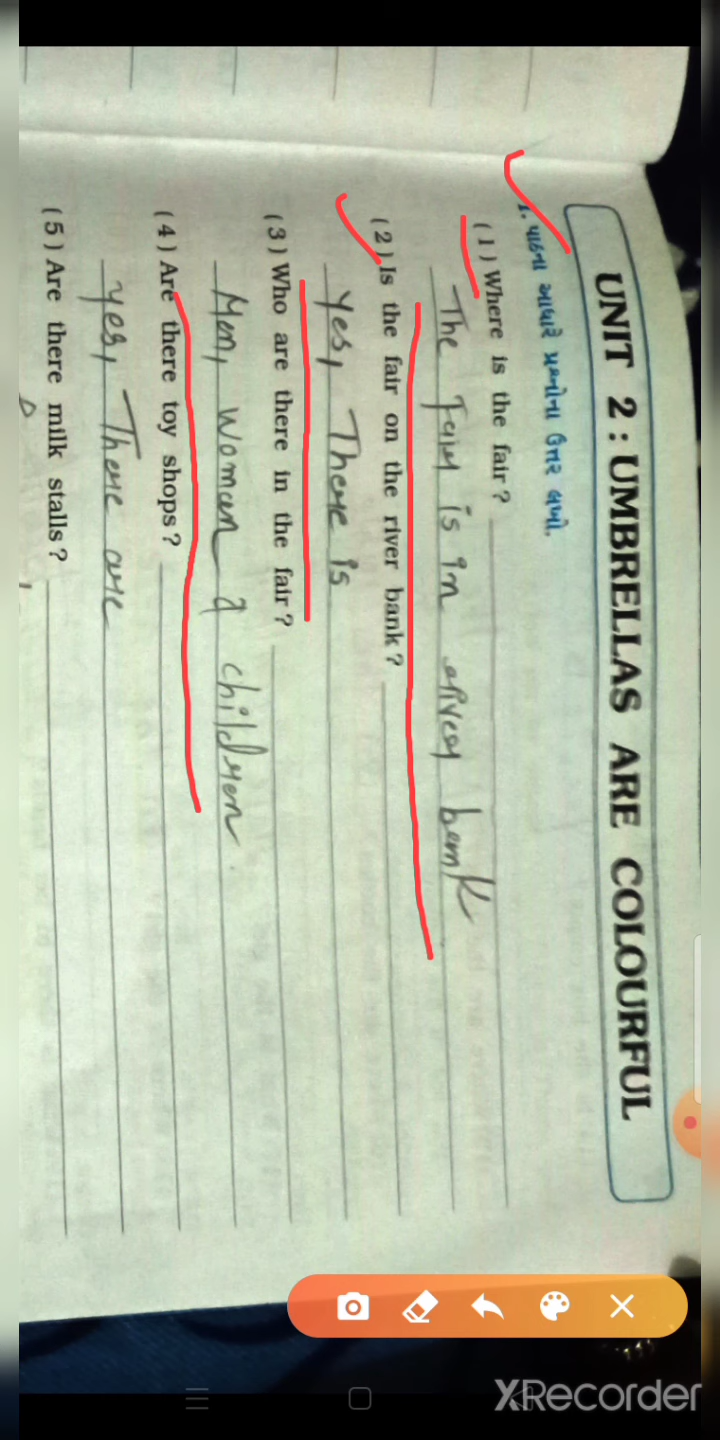 UNIT 2 : UMBRELLAS ARE COLOURFUL
1. પાઠના આધારે પ્રશ્નોના ઉત્તર લખો.
(1) Where is the fair?
The fair is in river bank
(2) Is the fair on the river bank?
Yes, There is
(3) Who are there in the fair?
Men, Woman & children.
(4) Are there toy shops?
Yes, There are
(5) Are there milk stalls?
XRecorder